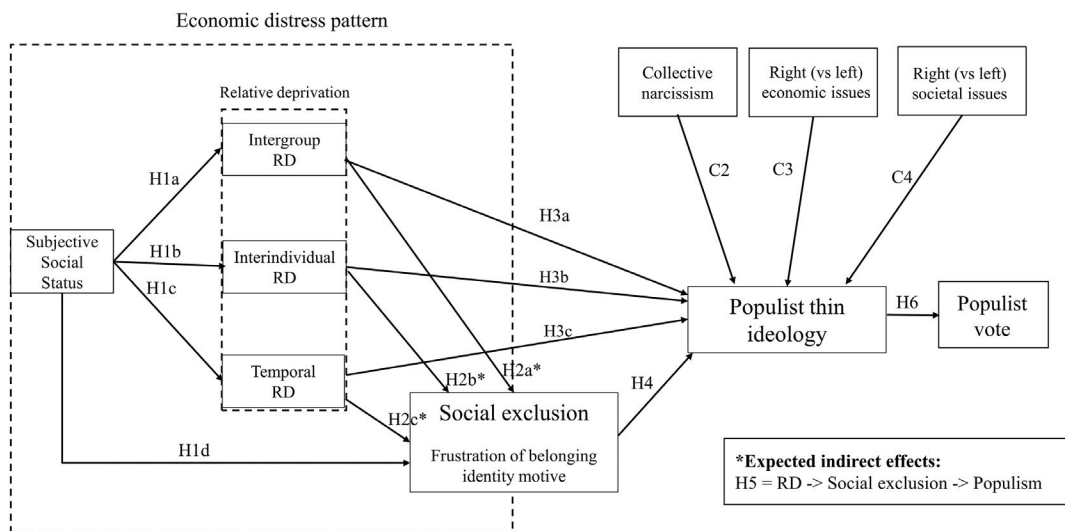 Economic distress pattern
Relative deprivation
Intergroup
RD
Interindividual
RD
Temporal
RD
Subjective
Social
Status
H1a
H1b
H1c
H1d
H2a*
H2b*
H2c*
Social exclusion
Frustration of belonging
identity motive
H3a
H3b
H3c
H4
Collective
narcissism
Right (vs left)
economic issues
Right (vs left)
societal issues
C2
C3
C4
Populist thin
ideology
H6
Populist
vote
*Expected indirect effects:
H5 = RD -> Social exclusion -> Populism